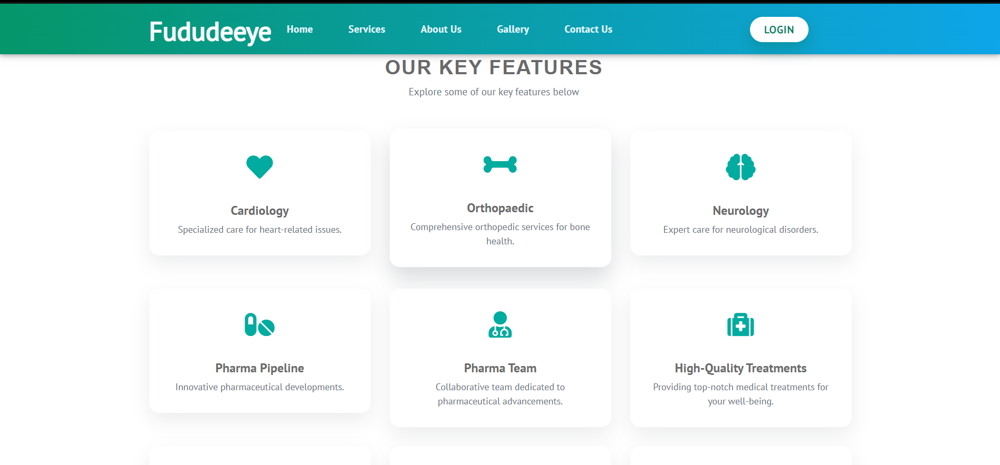 Fududeeye
Home
Services
About Us
Gallery
Contact Us
LOGIN
OUR KEY FEATURES
Explore some of our key features below
Cardiology
Specialized care for heart-related issues.
Orthopaedic
Comprehensive orthopedic services for bone
health.
Neurology
Expert care for neurological disorders.
Pharma Pipeline
Innovative pharmaceutical developments.
Pharma Team
Collaborative team dedicated to
pharmaceutical advancements.
High-Quality Treatments
Providing top-notch medical treatments for
your well-being.